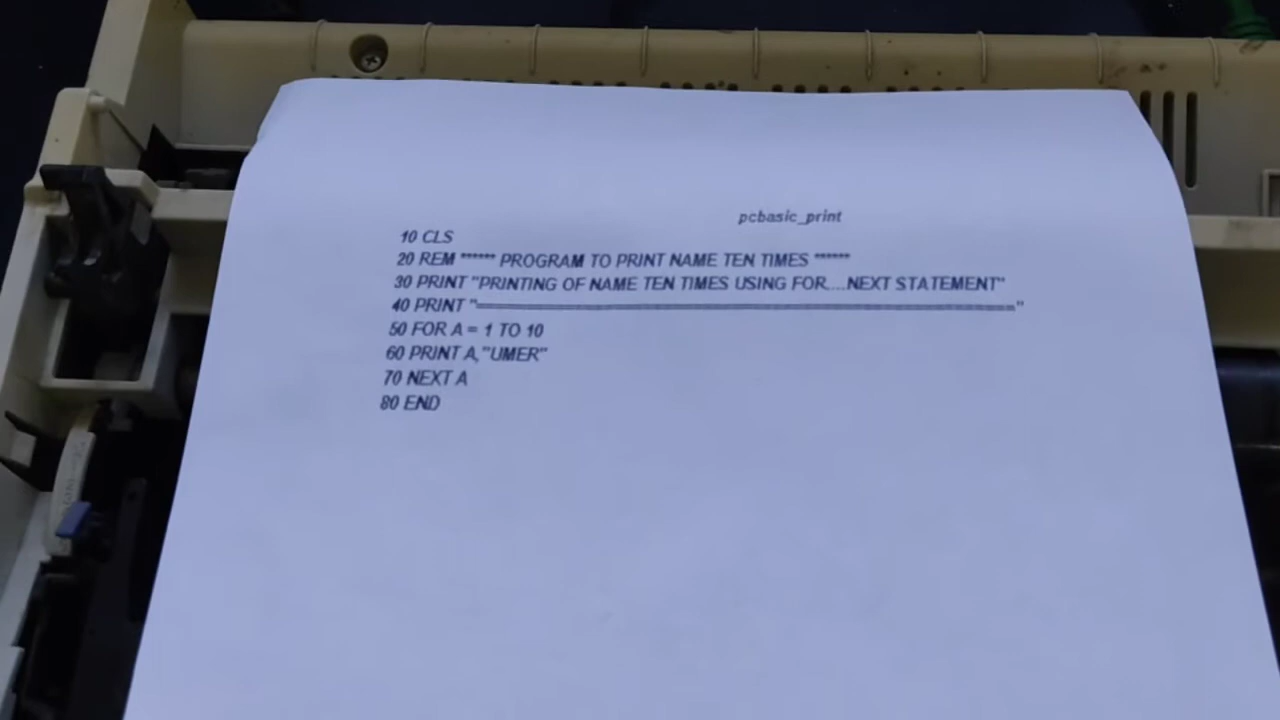 pcbasic_print
10 CLS
20 REM ****** PROGRAM TO PRINT NAME TEN TIMES ******
30 PRINT "PRINTING OF NAME TEN TIMES USING FOR....NEXT STATEMENT"
40 PRINT "======================================================"
50 FOR A = 1 TO 10
60 PRINT A,"UMER"
70 NEXT A
80 END